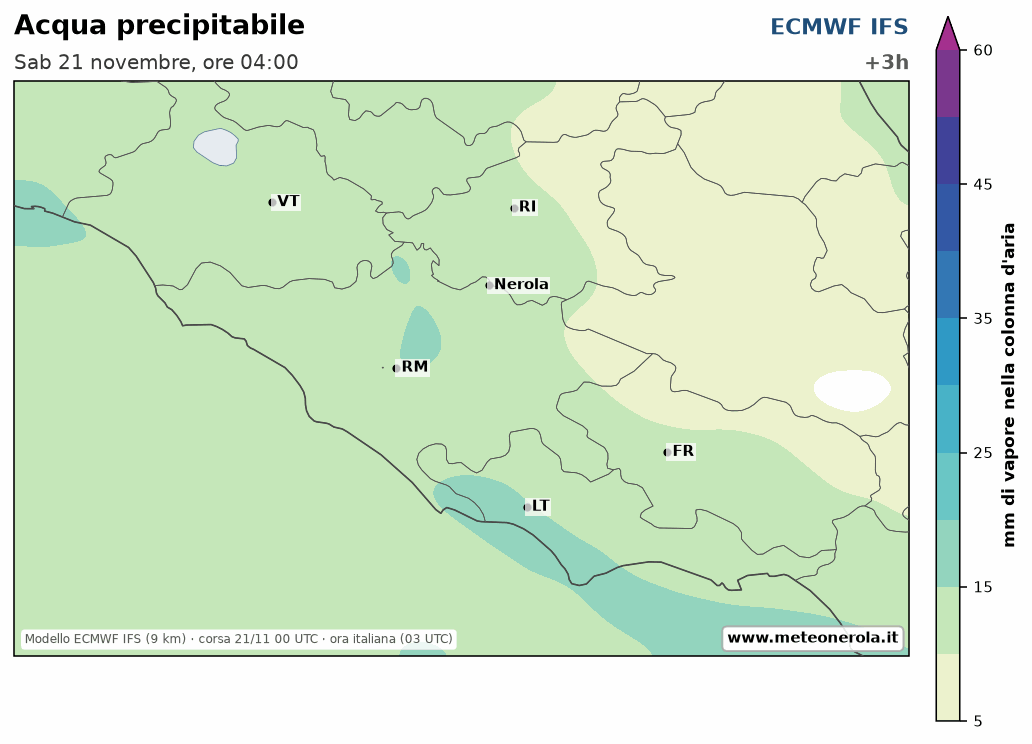 Acqua precipitabile
ECMWF IFS
Sab 21 novembre, ore 04:00
+3h
VT
RI
Nerola
RM
FR
LT
Modello ECMWF IFS (9 km) · corsa 21/11 00 UTC · ora italiana (03 UTC)
www.meteonerola.it
60
45
35
25
15
5
mm di vapore nella colonna d'aria